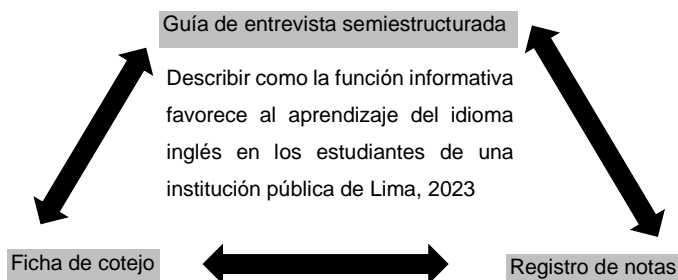 Guía de entrevista semiestructurada
Describir como la función informativa
favorece al aprendizaje del idioma
inglés en los estudiantes de una
institución pública de Lima, 2023
Ficha de cotejo
Registro de notas